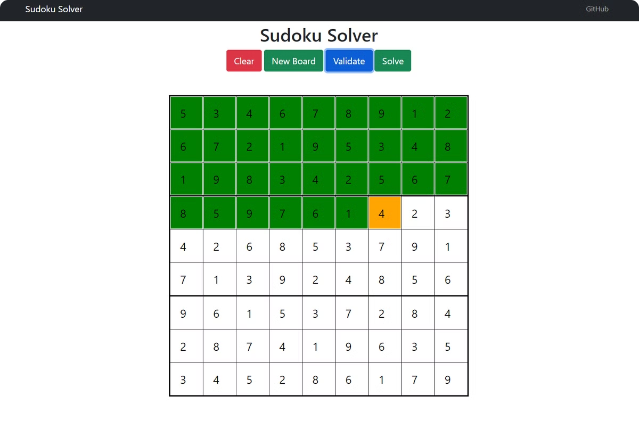 Sudoku Solver GitHub
Sudoku Solver
Clear New Board Validate Solve
5 3 4 6 7 8 9 1 2
6 7 2 1 9 5 3 4 8
1 9 8 3 4 2 5 6 7
8 5 9 7 6 1 4 2 3
4 2 6 8 5 3 7 9 1
7 1 3 9 2 4 8 5 6
9 6 1 5 3 7 2 8 4
2 8 7 4 1 9 6 3 5
3 4 5 2 8 6 1 7 9